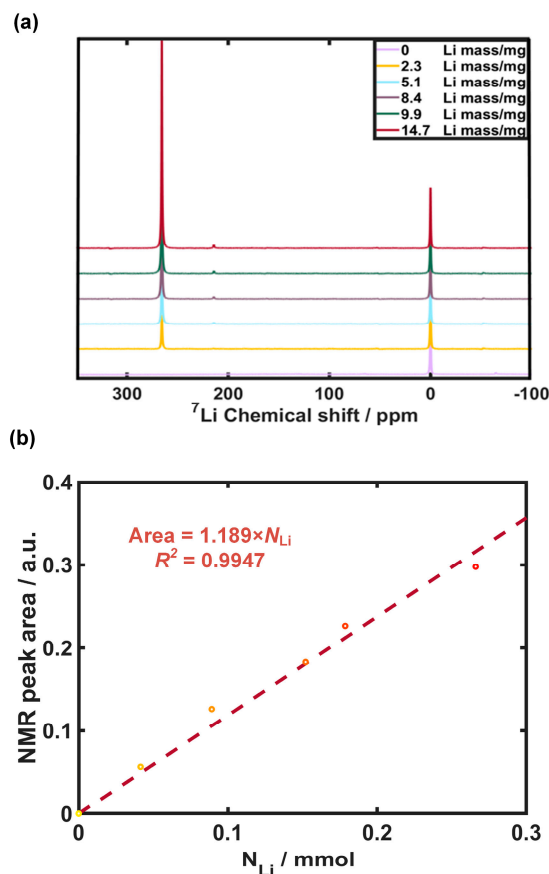 (a)
0 Li mass/mg
2.3 Li mass/mg
5.1 Li mass/mg
8.4 Li mass/mg
9.9 Li mass/mg
14.7 Li mass/mg
300 200 100 0 -100
⁷Li Chemical shift / ppm
(b)
0.4
Area = 1.189×N_Li
R² = 0.9947
0.3
0.2
0.1
0
NMR peak area / a.u.
0 0.1 0.2 0.3
N_Li / mmol